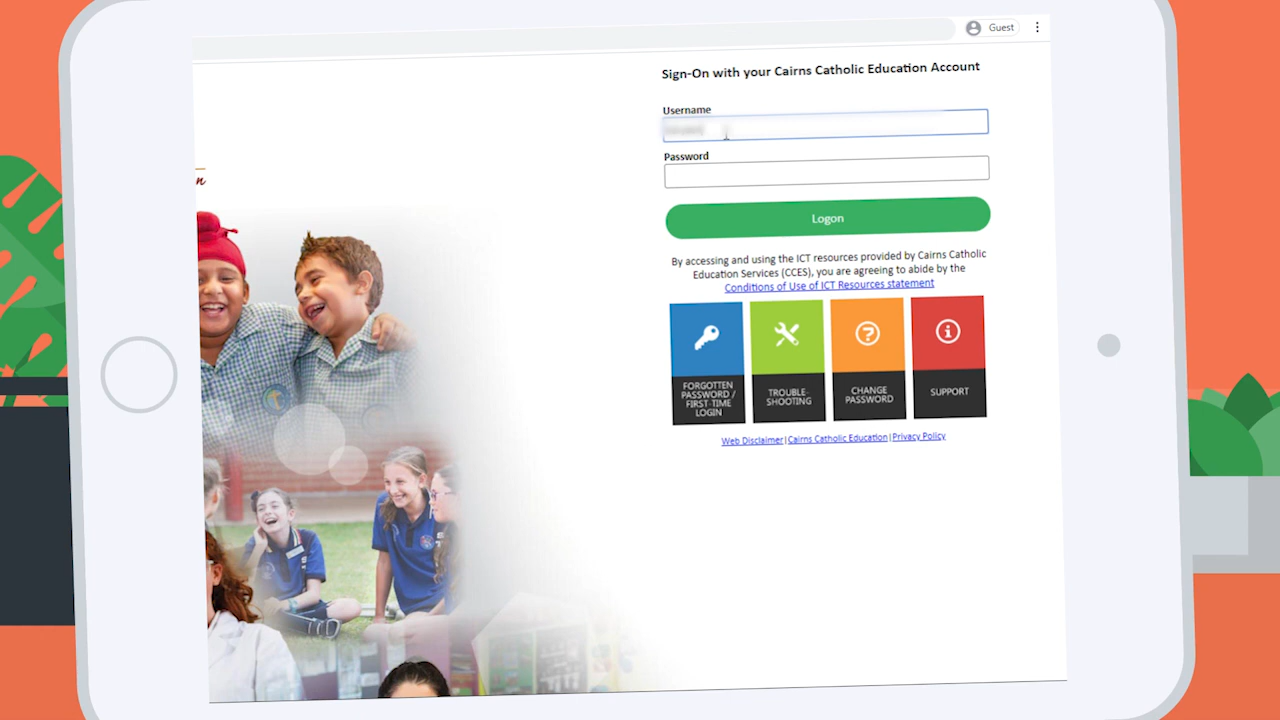 Guest
Sign-On with your Cairns Catholic Education Account
Username
Password
Logon
By accessing and using the ICT resources provided by Cairns Catholic
Education Services (CCES), you are agreeing to abide by the
Conditions of Use of ICT Resources statement
FORGOTTEN
PASSWORD /
FIRST-TIME
LOGIN
TROUBLE-
SHOOTING
CHANGE
PASSWORD
SUPPORT
Web Disclaimer | Cairns Catholic Education | Privacy Policy
n